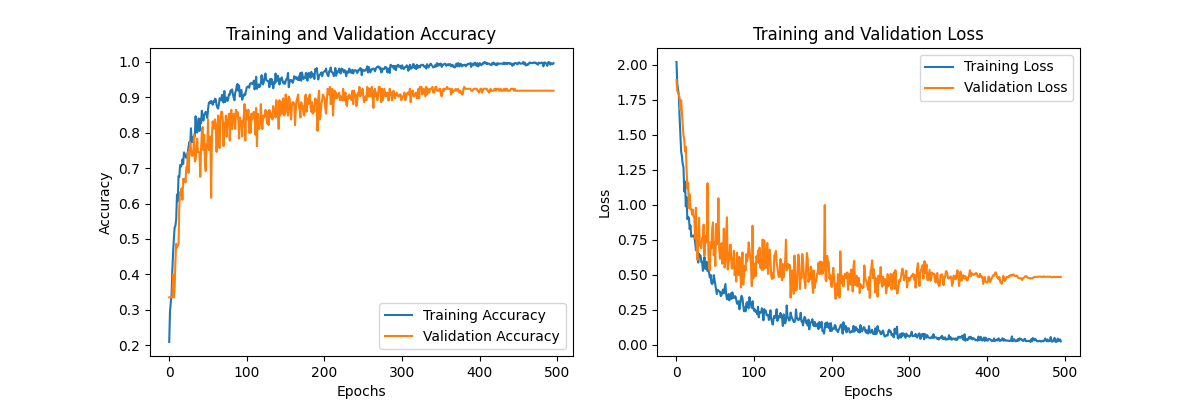 Training and Validation Accuracy
Accuracy
1.0
0.9
0.8
0.7
0.6
0.5
0.4
0.3
0.2
0 100 200 300 400 500
Epochs
Training Accuracy
Validation Accuracy
Training and Validation Loss
Loss
2.00
1.75
1.50
1.25
1.00
0.75
0.50
0.25
0.00
0 100 200 300 400 500
Epochs
Training Loss
Validation Loss